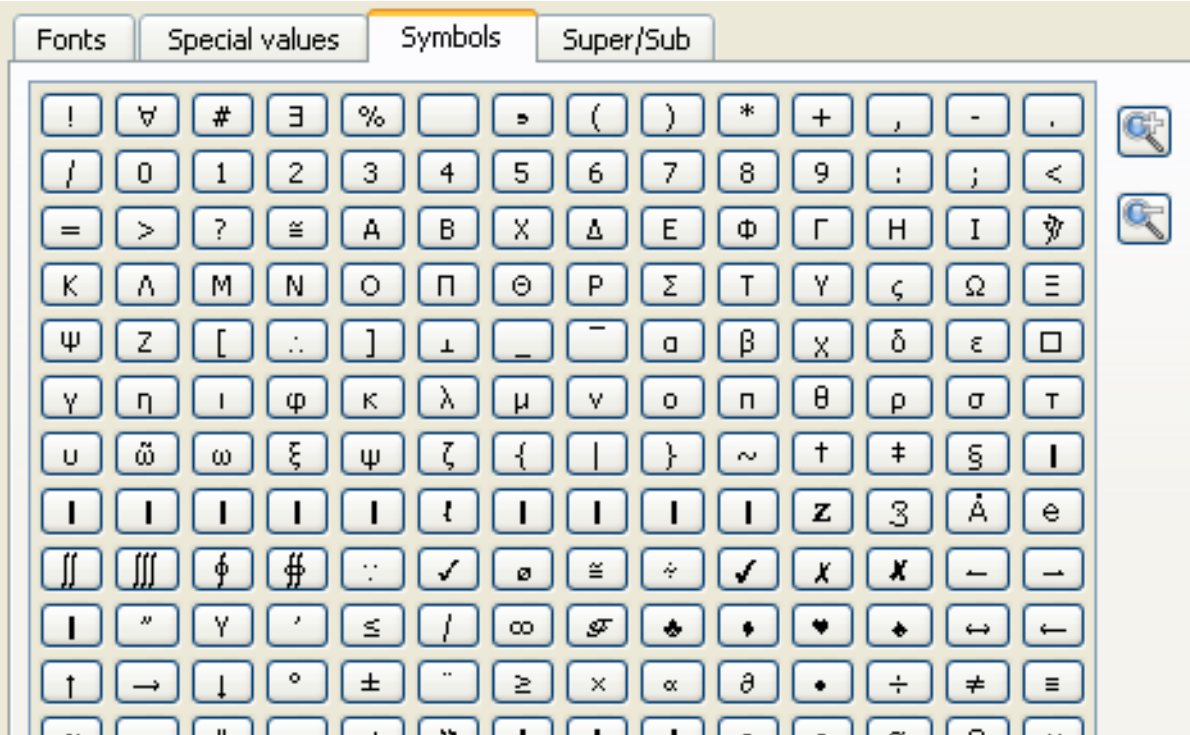 Fonts Special values Symbols Super/Sub
! ∀ # ∃ % ( ) * + , - .
/ 0 1 2 3 4 5 6 7 8 9 : ; <
= > ? ≅ Α Β Χ Δ Ε Φ Γ Η Ι
Κ Λ Μ Ν Ο Π Θ Ρ Σ Τ Υ ς Ω Ξ
Ψ Ζ [ ∴ ] ⊥ _ ‾ α β χ δ ε □
γ η ι φ κ λ μ ν ο π θ ρ σ τ
υ ω̃ ω ξ ψ ζ { | } ~ † ‡ § ▎
▎ ▎ ▎ ▎ ▎ ▎ ▎ ▎ ▎ z Ȧ e
∬ ∭ ∮ ∯ ∵ ✓ ø ≅ ÷ ✔ ✗ ✘ ↼ ⇀
▎ ″ Υ ′ ≤ / ∞ ♣ ♦ ♥ ♠ ↔ ←
↑ → ↓ ° ± ¨ ≥ × ∝ ∂ • ÷ ≠ ≡